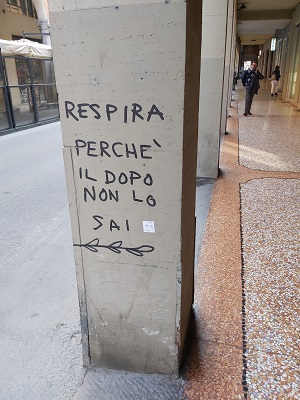 RESPIRA
PERCHE`
IL DOPO
NON LO
SAI